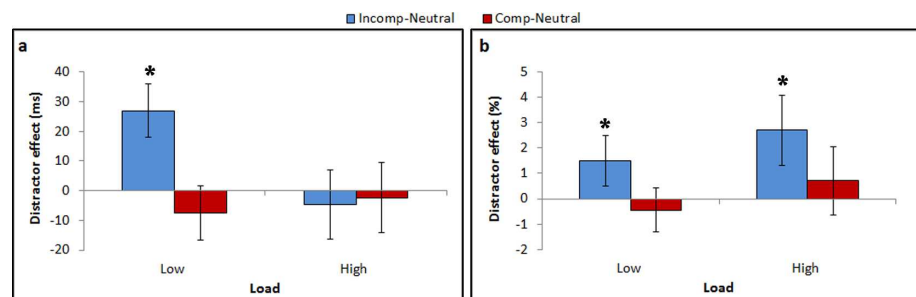 Incomp-Neutral Comp-Neutral
a
Distractor effect (ms)
40
30
20
10
0
-10
-20
*
Low High
Load
b
Distractor effect (%)
5
4
3
2
1
0
-1
-2
*
*
Low High
Load